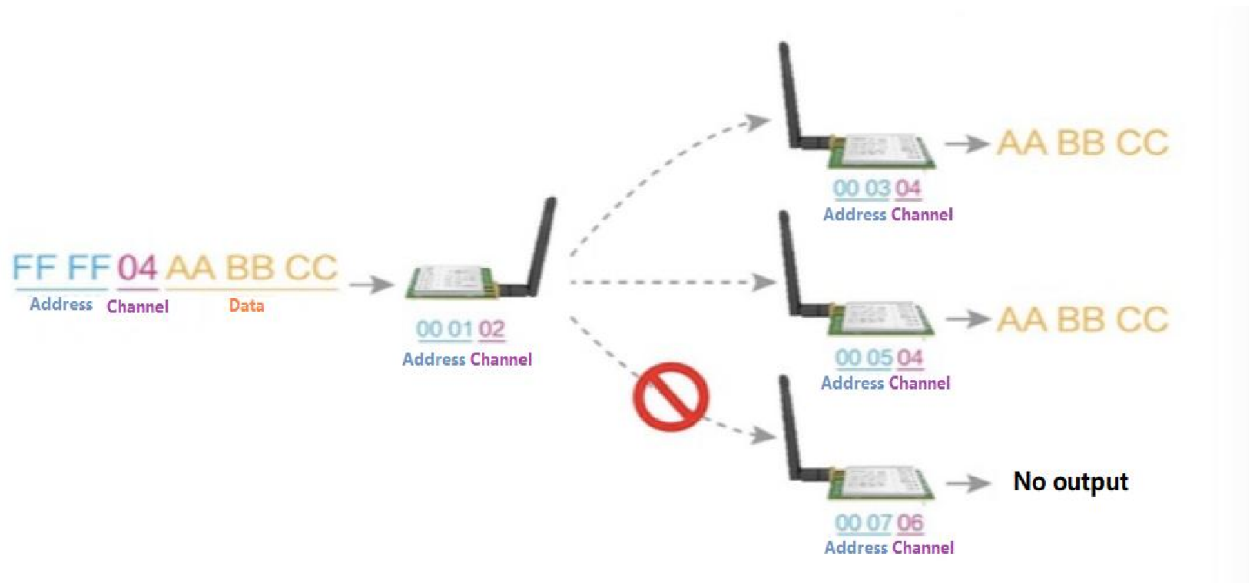 FF FF 04 AA BB CC
Address Channel Data
00 01 02
Address Channel
00 03 04
Address Channel
AA BB CC
00 05 04
Address Channel
AA BB CC
00 07 06
Address Channel
No output